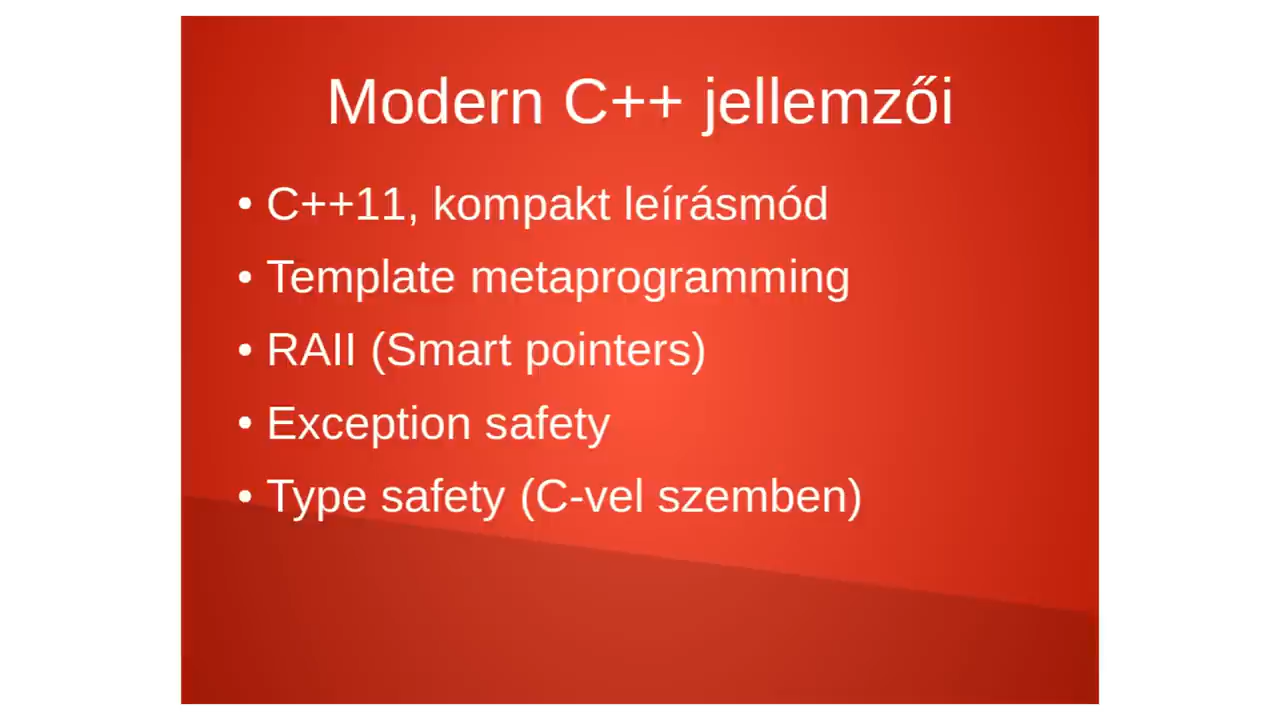 Modern C++ jellemzői
• C++11, kompakt leírásmód
• Template metaprogramming
• RAII (Smart pointers)
• Exception safety
• Type safety (C-vel szemben)